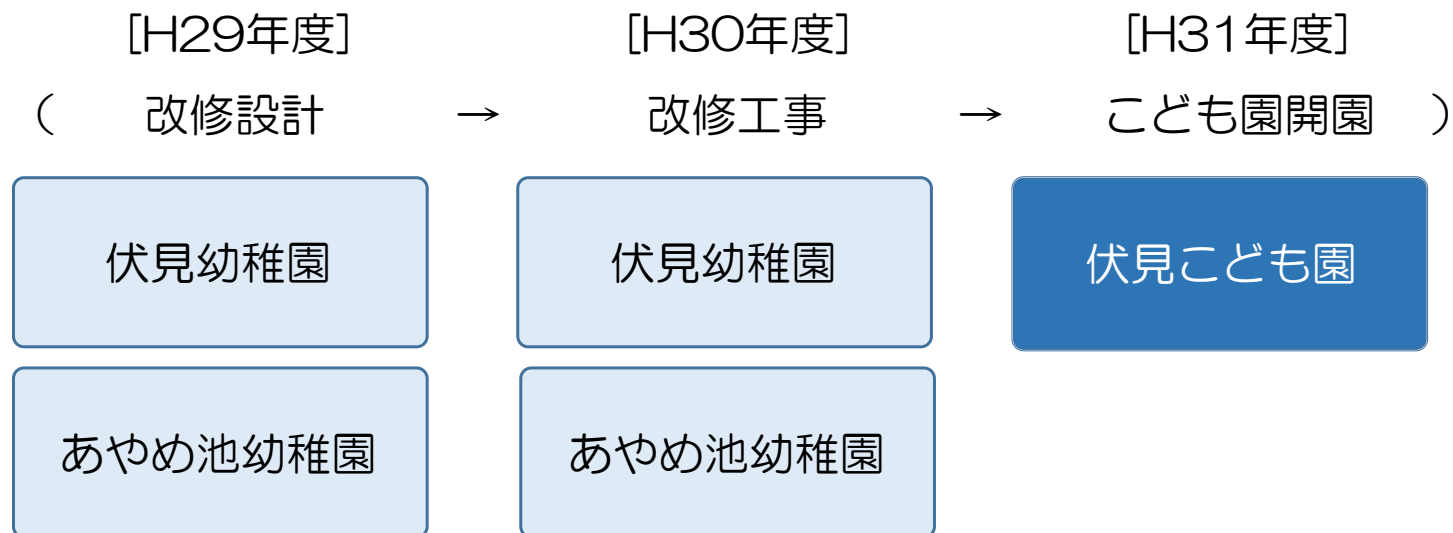 [H29年度] [H30年度] [H31年度]
( 改修設計 → 改修工事 → こども園開園 )
伏見幼稚園 伏見幼稚園 伏見こども園
あやめ池幼稚園 あやめ池幼稚園